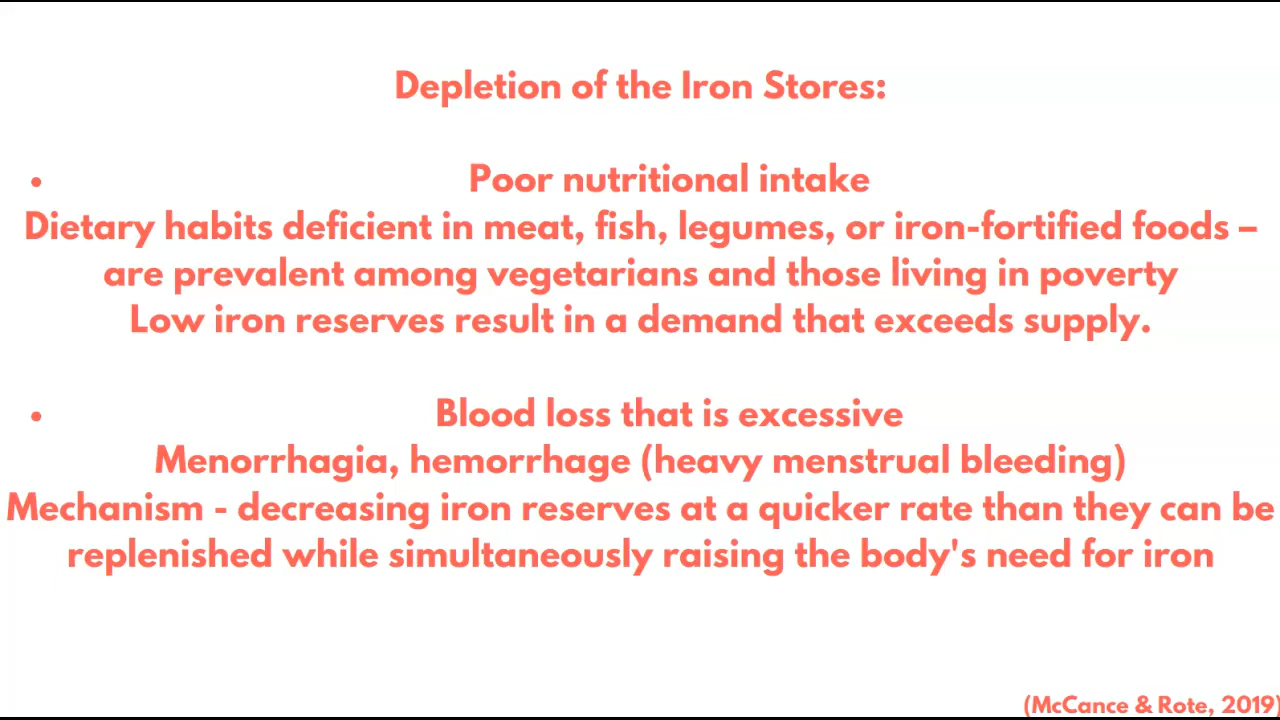 Depletion of the Iron Stores:
• Poor nutritional intake
Dietary habits deficient in meat, fish, legumes, or iron-fortified foods –
are prevalent among vegetarians and those living in poverty
Low iron reserves result in a demand that exceeds supply.
• Blood loss that is excessive
Menorrhagia, hemorrhage (heavy menstrual bleeding)
Mechanism - decreasing iron reserves at a quicker rate than they can be
replenished while simultaneously raising the body's need for iron
(McCance & Rote, 2019)